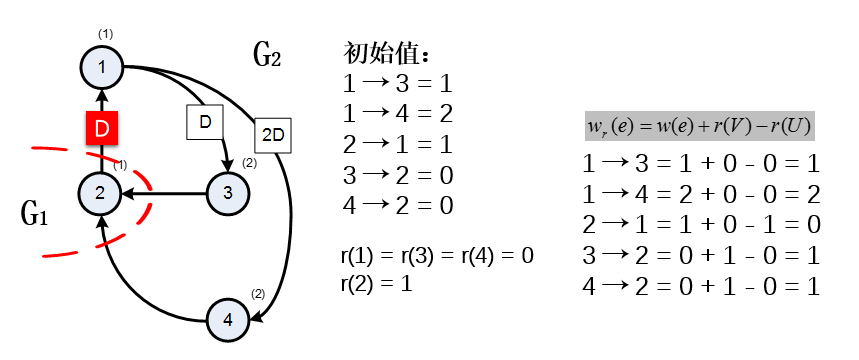 (1)
1
G2
D
D
2D
(1)
(2)
2
3
G1
(2)
4
初始值：
1→3 = 1
1→4 = 2
2→1 = 1
3→2 = 0
4→2 = 0
r(1) = r(3) = r(4) = 0
r(2) = 1
wᵣ(e) = w(e) + r(V) − r(U)
1→3 = 1 + 0 - 0 = 1
1→4 = 2 + 0 - 0 = 2
2→1 = 1 + 0 - 1 = 0
3→2 = 0 + 1 - 0 = 1
4→2 = 0 + 1 - 0 = 1